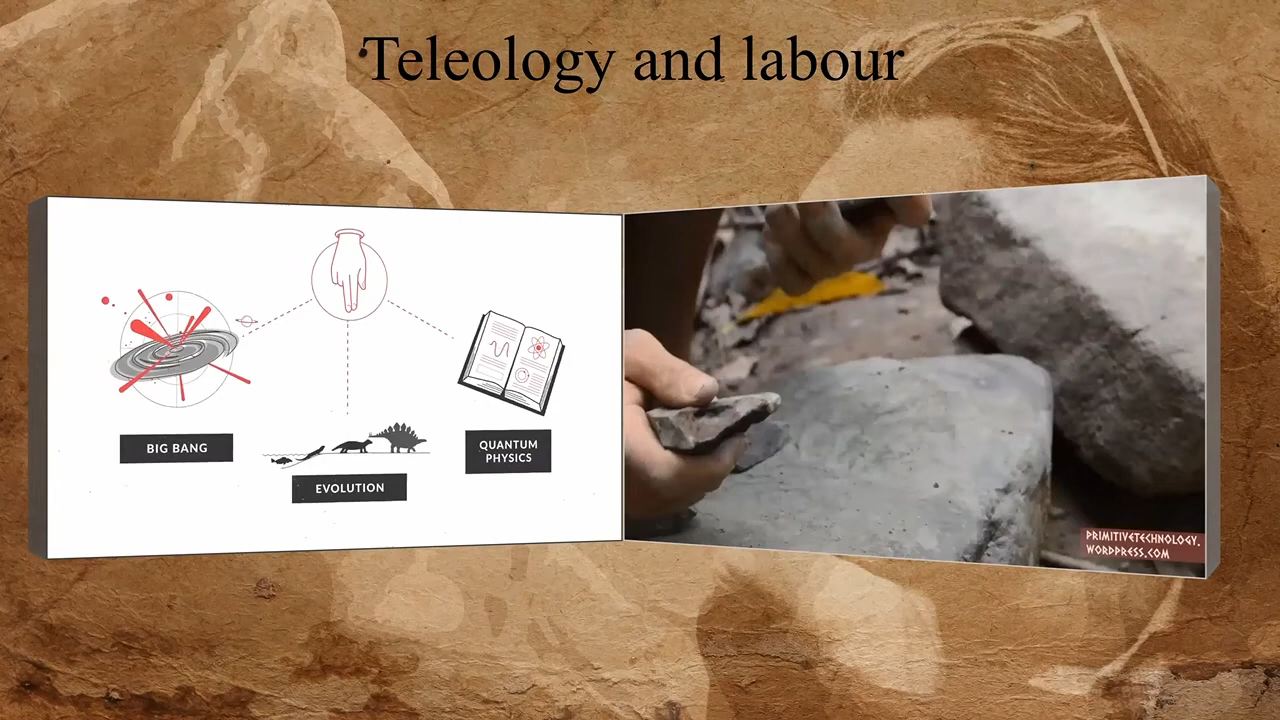 Teleology and labour
BIG BANG
EVOLUTION
QUANTUM
PHYSICS
PRIMITIVETECHNOLOGY.
WORDPRESS.COM